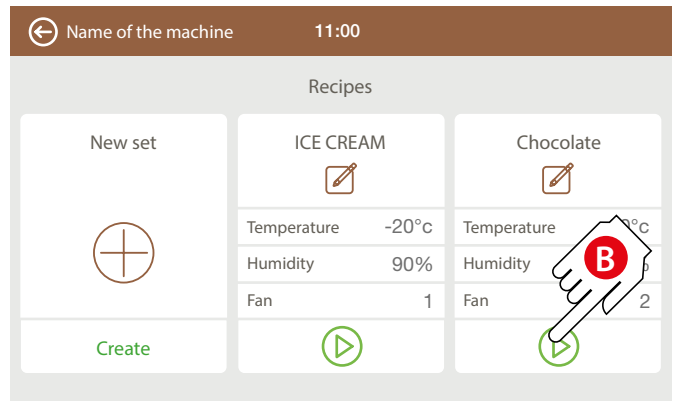 Name of the machine 11:00
Recipes
New set ICE CREAM Chocolate
Temperature -20°c Temperature °c
Humidity 90% Humidity B
Fan 1 Fan 2
Create